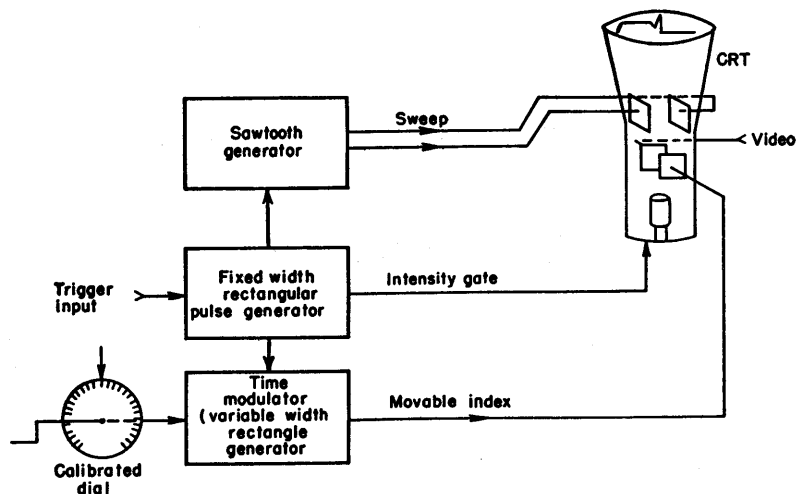 CRT
Sawtooth
generator
Sweep
Video
Trigger
input
Fixed width
rectangular
pulse generator
Intensity gate
Time
modulator
(variable width
rectangle
generator
Movable index
Calibrated
dial